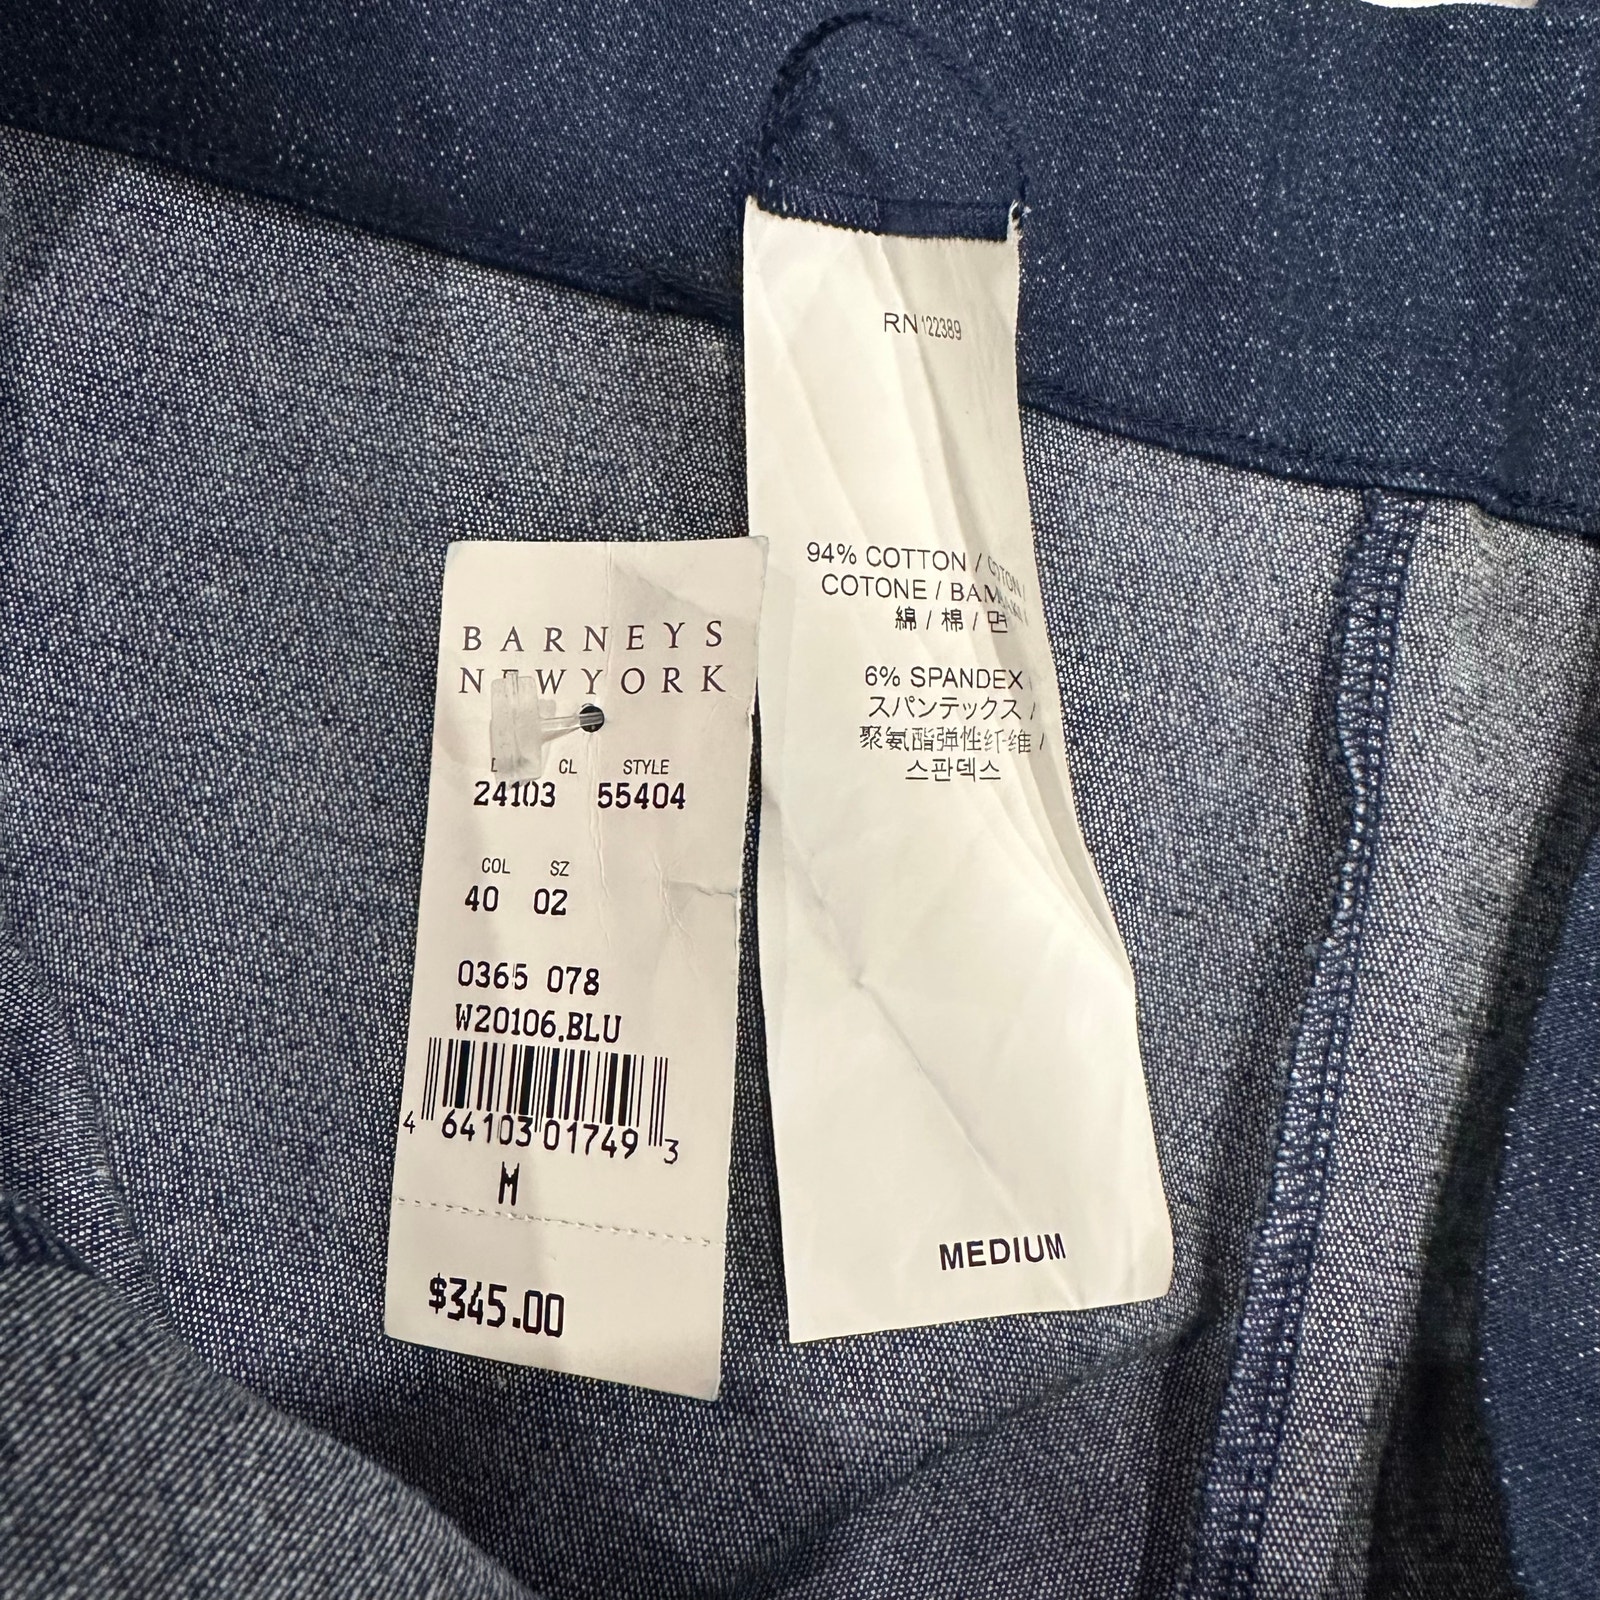 BARNEYS
NEWYORK
CL STYLE
24103 55404
COL SZ
40 02
0365 078
W20106.BLU
4 64103 01749 3
M
$345.00
RN 122389
94% COTTON / COTON /
COTONE / BAMBAKI /
綿 / 棉 / 면
6% SPANDEX
スパンテックス /
聚氨酯弹性纤维 /
스판덱스
MEDIUM